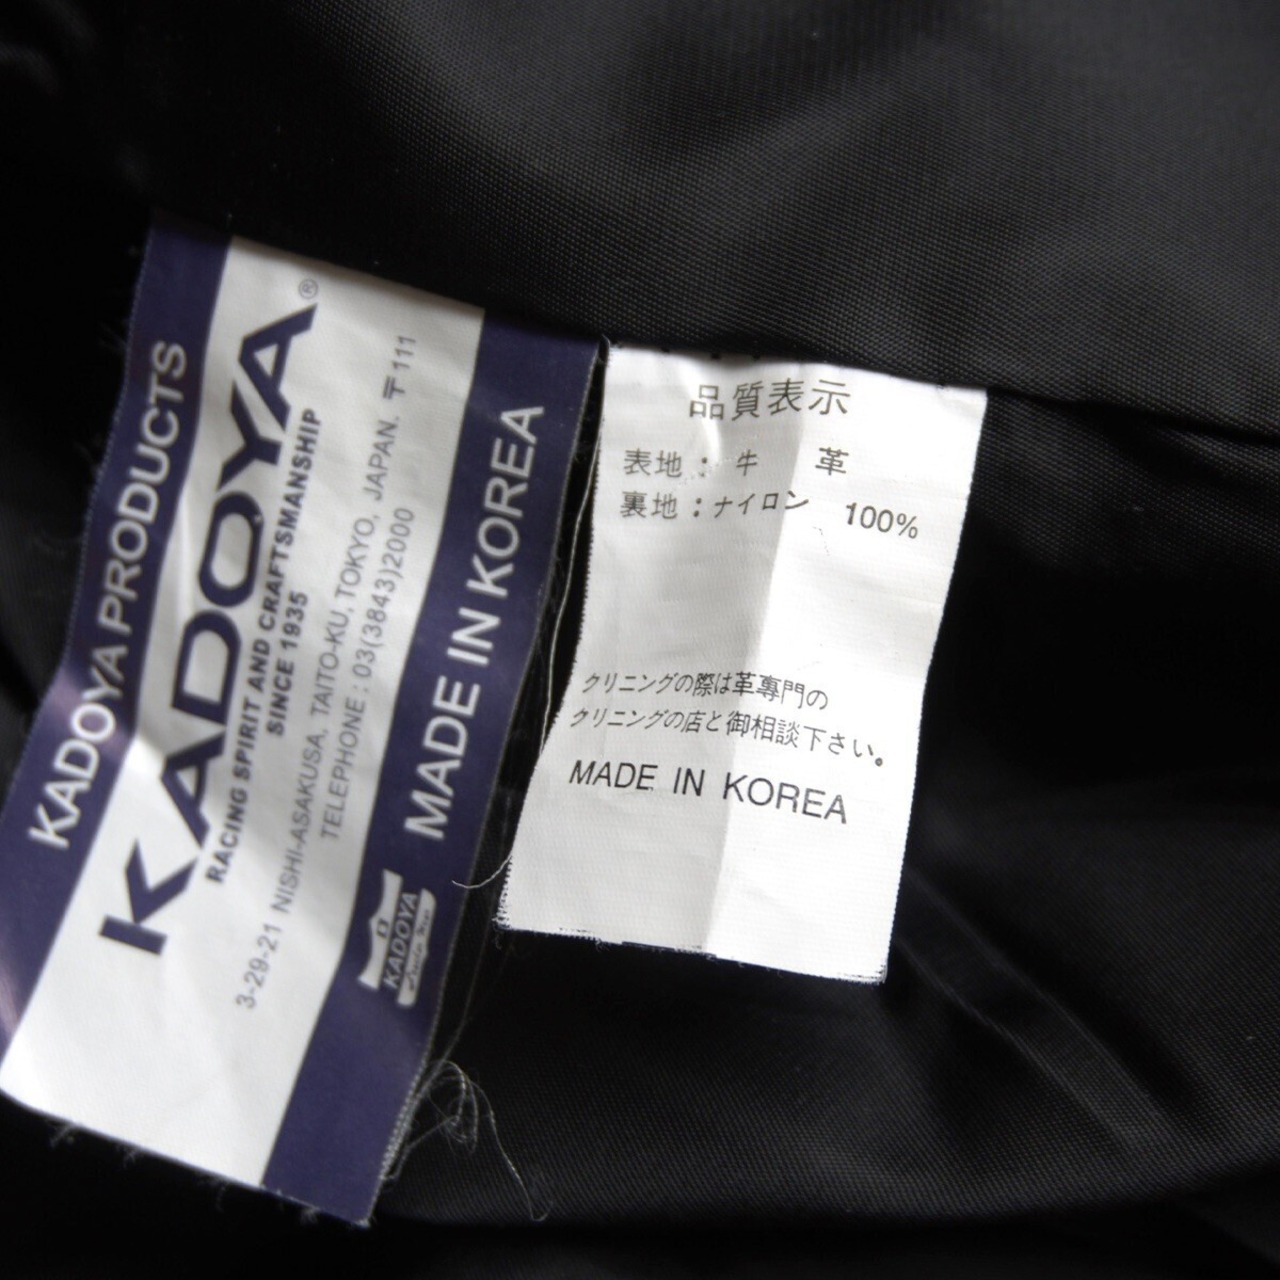 KADOYA PRODUCTS
KADOYA®
RACING SPIRIT AND CRAFTSMANSHIP
SINCE 1935
3-29-21 NISHI-ASAKUSA, TAITO-KU, TOKYO, JAPAN. 〒111
TELEPHONE : 03(3843)2000
MADE IN KOREA
KADOYA
品質表示
表地：牛 革
裏地：ナイロン 100%
クリニングの際は革專門の
クリニングの店と御相談下さい。
MADE IN KOREA